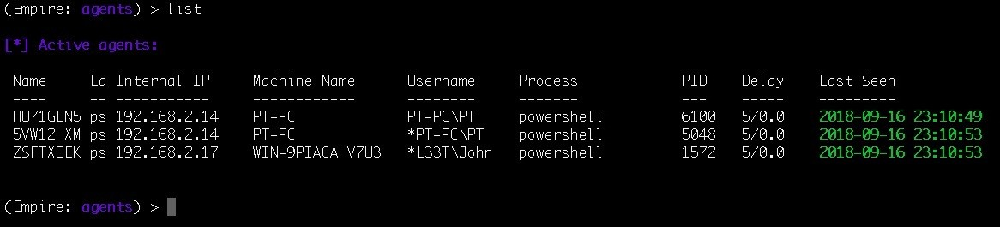 (Empire: agents) > list
[*] Active agents:
Name La Internal IP Machine Name Username Process PID Delay Last Seen
---- -- ----------- ------------ -------- ------- --- ----- ---------
HU71GLN5 ps 192.168.2.14 PT-PC PT-PC\PT powershell 6100 5/0.0 2018-09-16 23:10:49
5VW12HXM ps 192.168.2.14 PT-PC *PT-PC\PT powershell 5048 5/0.0 2018-09-16 23:10:53
ZSFTXBEK ps 192.168.2.17 WIN-9PIACAHV7U3 *L33T\John powershell 1572 5/0.0 2018-09-16 23:10:53
(Empire: agents) >